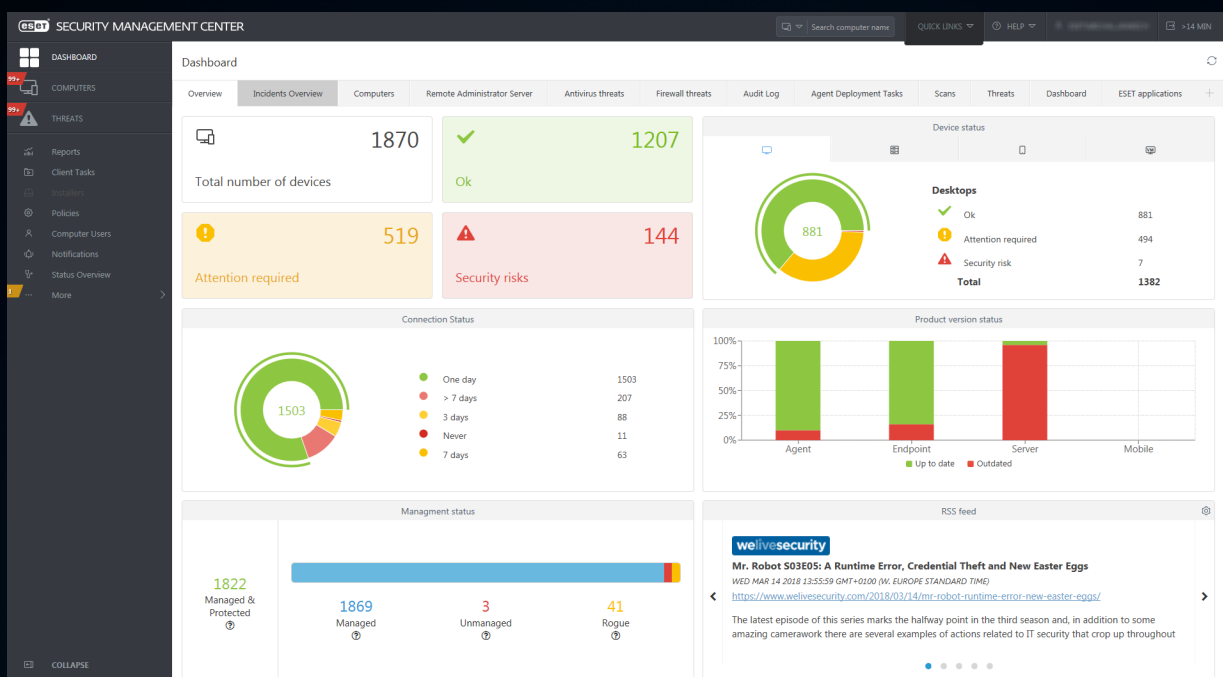 eset SECURITY MANAGEMENT CENTER
Search computer name
QUICK LINKS
HELP
>14 MIN
DASHBOARD
99+
COMPUTERS
99+
THREATS
Reports
Client Tasks
Installers
Policies
Computer Users
Notifications
Status Overview
More
COLLAPSE
Dashboard
Overview Incidents Overview Computers Remote Administrator Server Antivirus threats Firewall threats Audit Log Agent Deployment Tasks Scans Threats Dashboard ESET applications
1870
Total number of devices
1207
Ok
519
Attention required
144
Security risks
Device status
881
Desktops
Ok 881
Attention required 494
Security risk 7
Total 1382
Connection Status
1503
One day 1503
> 7 days 207
3 days 88
Never 11
7 days 63
Product version status
100%
75%
50%
25%
0%
Agent Endpoint Server Mobile
Up to date Outdated
Managment status
1822
Managed &
Protected
1869
Managed
3
Unmanaged
41
Rogue
RSS feed
welivesecurity
Mr. Robot S03E05: A Runtime Error, Credential Theft and New Easter Eggs
WED MAR 14 2018 13:55:59 GMT+0100 (W. EUROPE STANDARD TIME)
https://www.welivesecurity.com/2018/03/14/mr-robot-runtime-error-new-easter-eggs/
The latest episode of this series marks the halfway point in the third season and, in addition to some
amazing camerawork there are several examples of actions related to IT security that crop up throughout